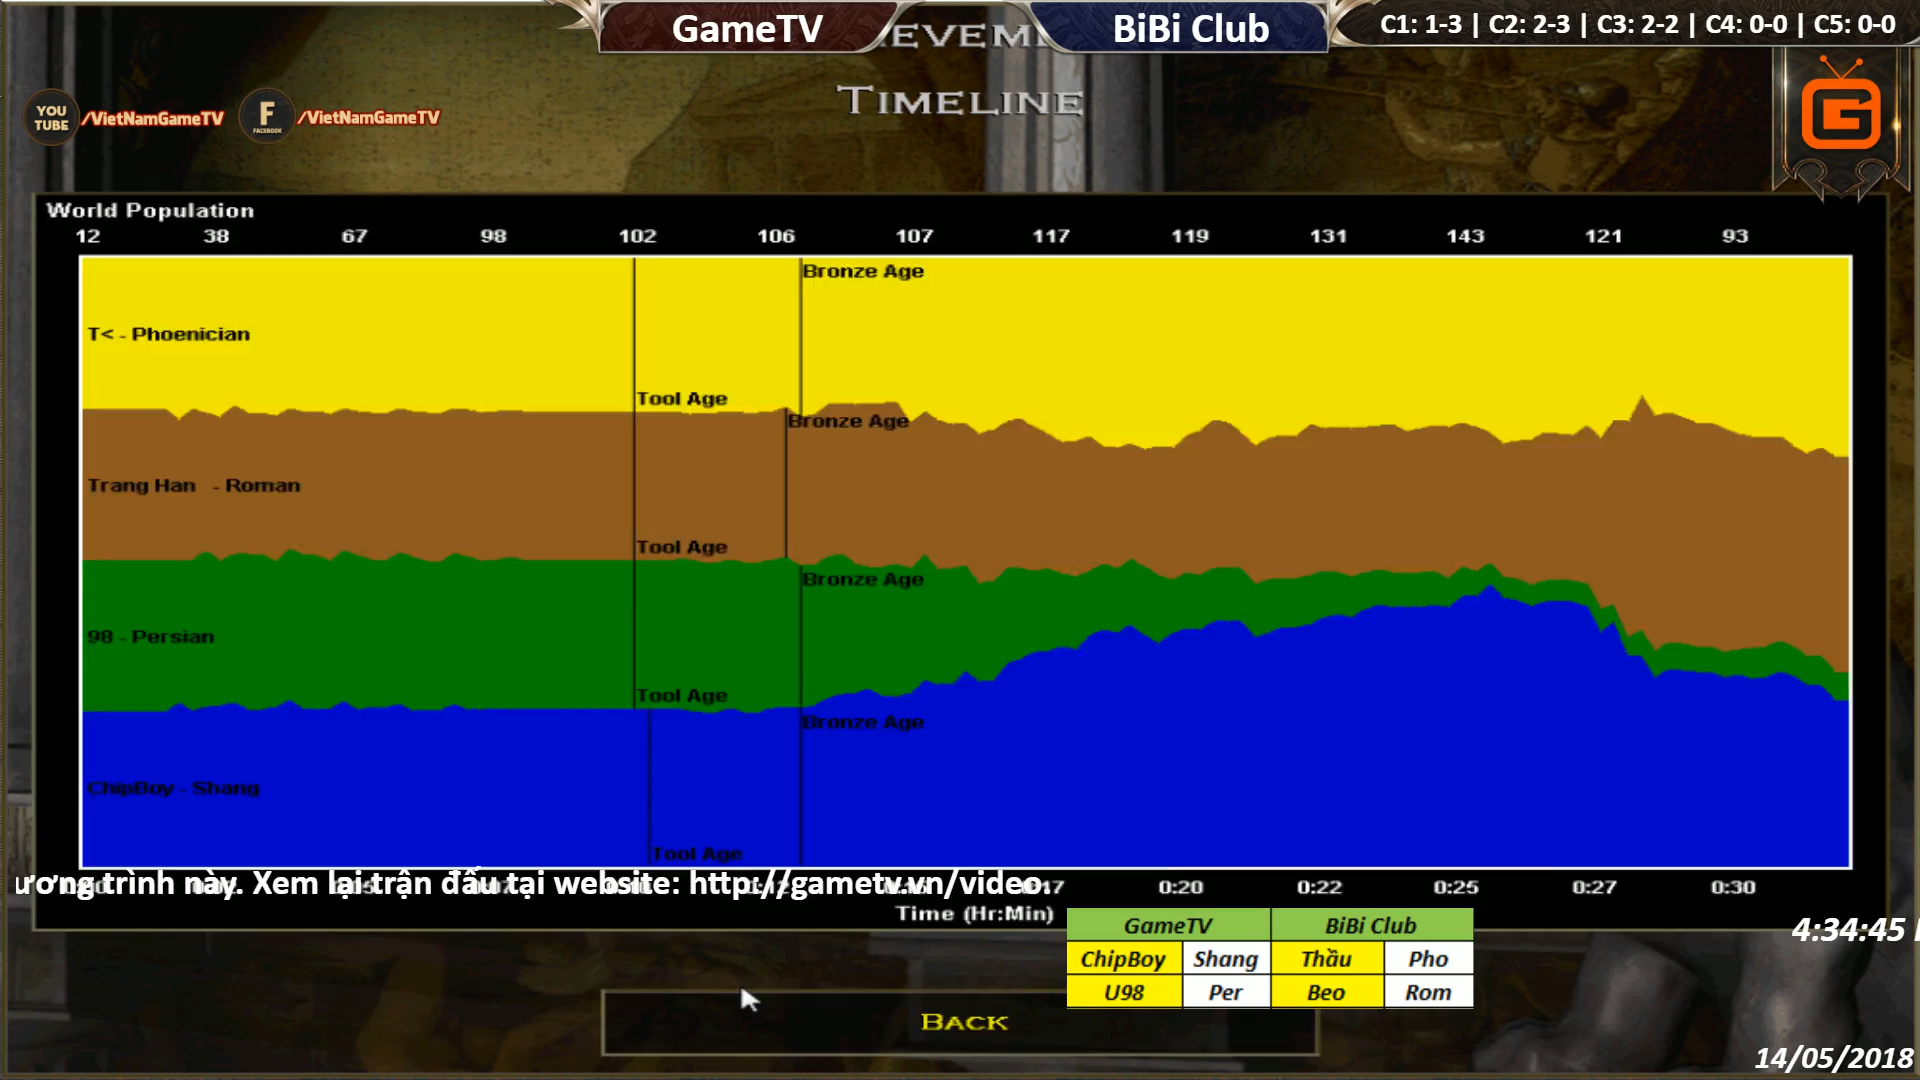 GameTV
BiBi Club
C1: 1-3 | C2: 2-3 | C3: 2-2 | C4: 0-0 | C5: 0-0
TIMELINE
YOU TUBE /VietNamGameTV
F FACEBOOK /VietNamGameTV
G
World Population
12 38 67 98 102 106 107 117 119 131 143 121 93
Bronze Age
T< - Phoenician
Tool Age
Bronze Age
Trang Han - Roman
Tool Age
Bronze Age
98 - Persian
Tool Age
Bronze Age
ChipBoy - Shang
Tool Age
ương trình này. Xem lại trận đấu tại website: http://gametv.vn/video.
0:20 0:22 0:25 0:27 0:30
Time (Hr:Min)
GameTV BiBi Club
ChipBoy Shang Thầu Pho
U98 Per Beo Rom
4:34:45
BACK
14/05/2018